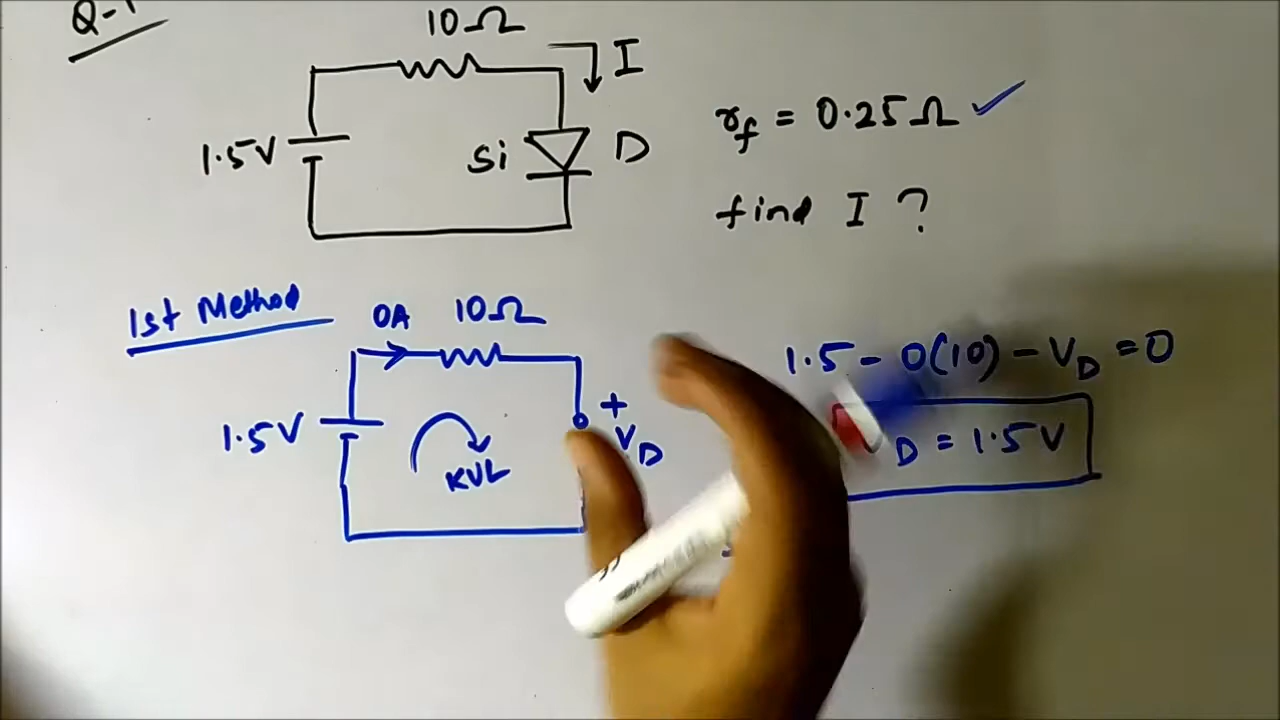 Q-1
10Ω
I
1.5V
Si
D
rf = 0.25Ω ✓
find I ?
1st Method
0A
10Ω
1.5V
KVL
+
VD
1.5 - 0(10) - VD = 0
D = 1.5V